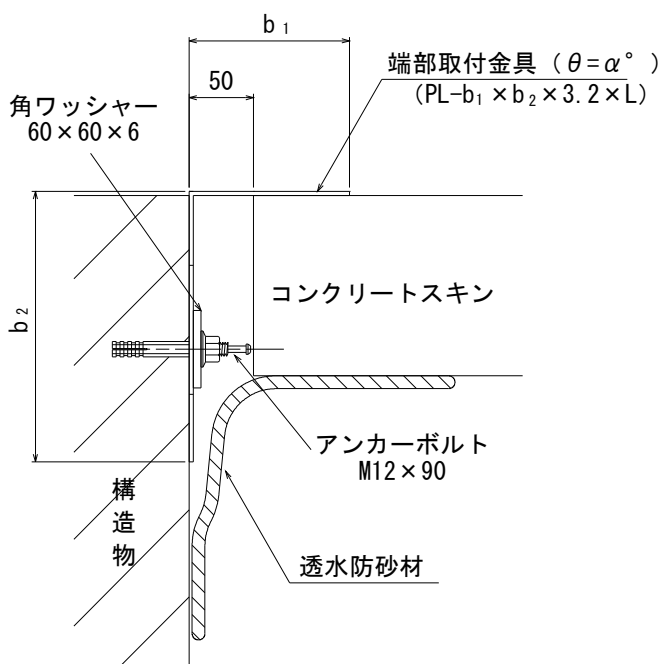 b₁
50
端部取付金具（θ=α°）
(PL-b₁×b₂×3.2×L)
角ワッシャー
60×60×6
b₂
コンクリートスキン
アンカーボルト
M12×90
構造物
透水防砂材